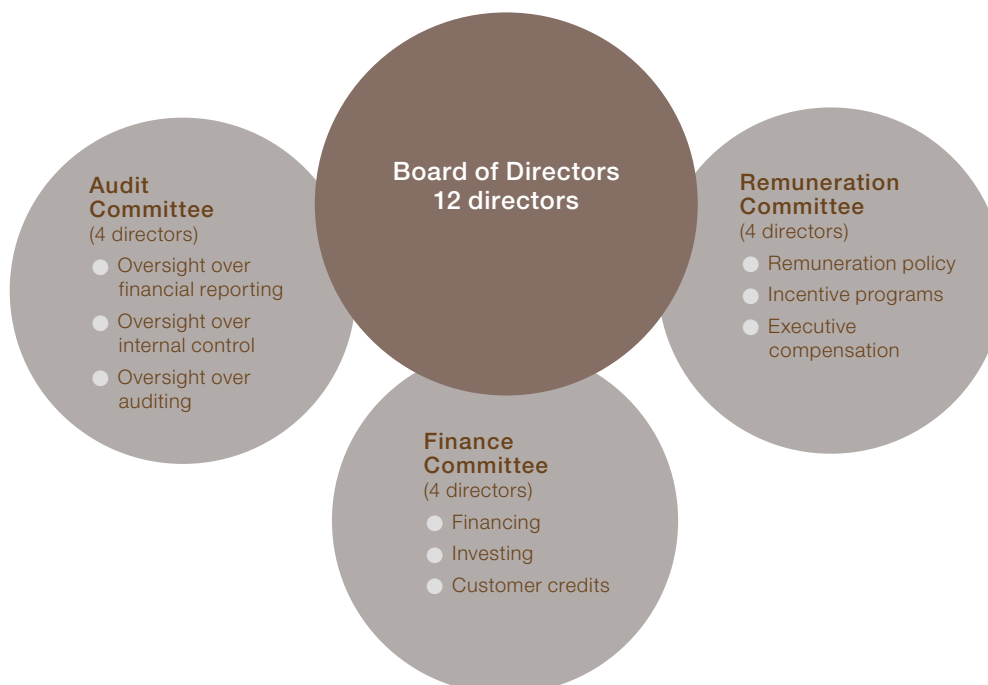 Board of Directors
12 directors
Audit
Committee
(4 directors)
Oversight over
financial reporting
Oversight over
internal control
Oversight over
auditing
Remuneration
Committee
(4 directors)
Remuneration policy
Incentive programs
Executive
compensation
Finance
Committee
(4 directors)
Financing
Investing
Customer credits